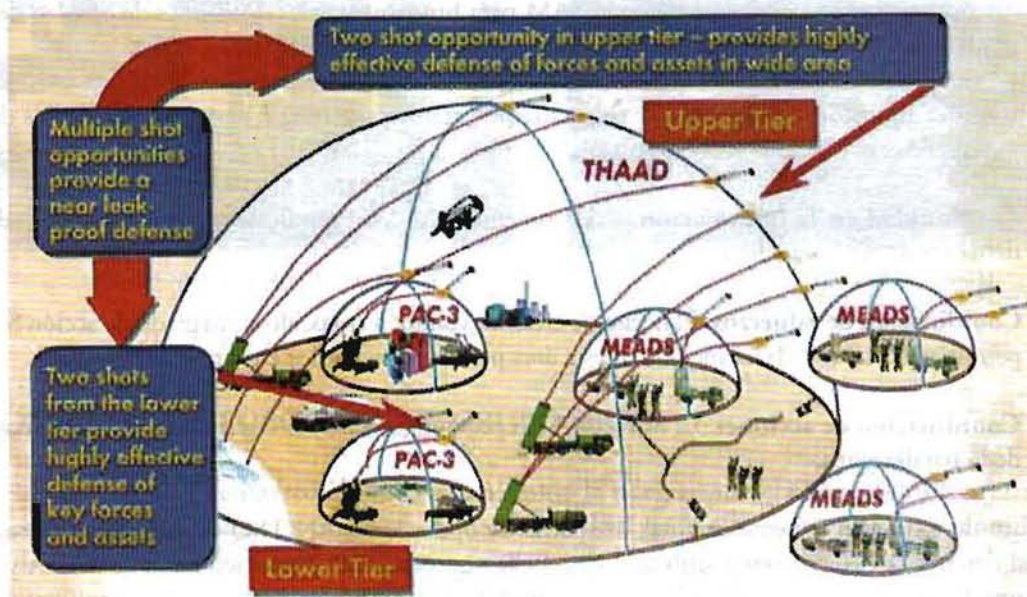 Two shot opportunity in upper tier – provides highly
effective defense of forces and assets in wide area
Multiple shot
opportunities
provide a
near leak-
proof defense
Upper Tier
THAAD
PAC-3
MEADS
MEADS
Two shots
from the lower
tier provide
highly effective
defense of
key forces
and assets
PAC-3
MEADS
Lower Tier